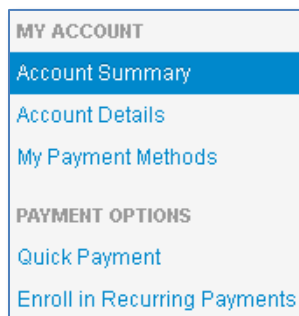 MY ACCOUNT
Account Summary
Account Details
My Payment Methods
PAYMENT OPTIONS
Quick Payment
Enroll in Recurring Payments